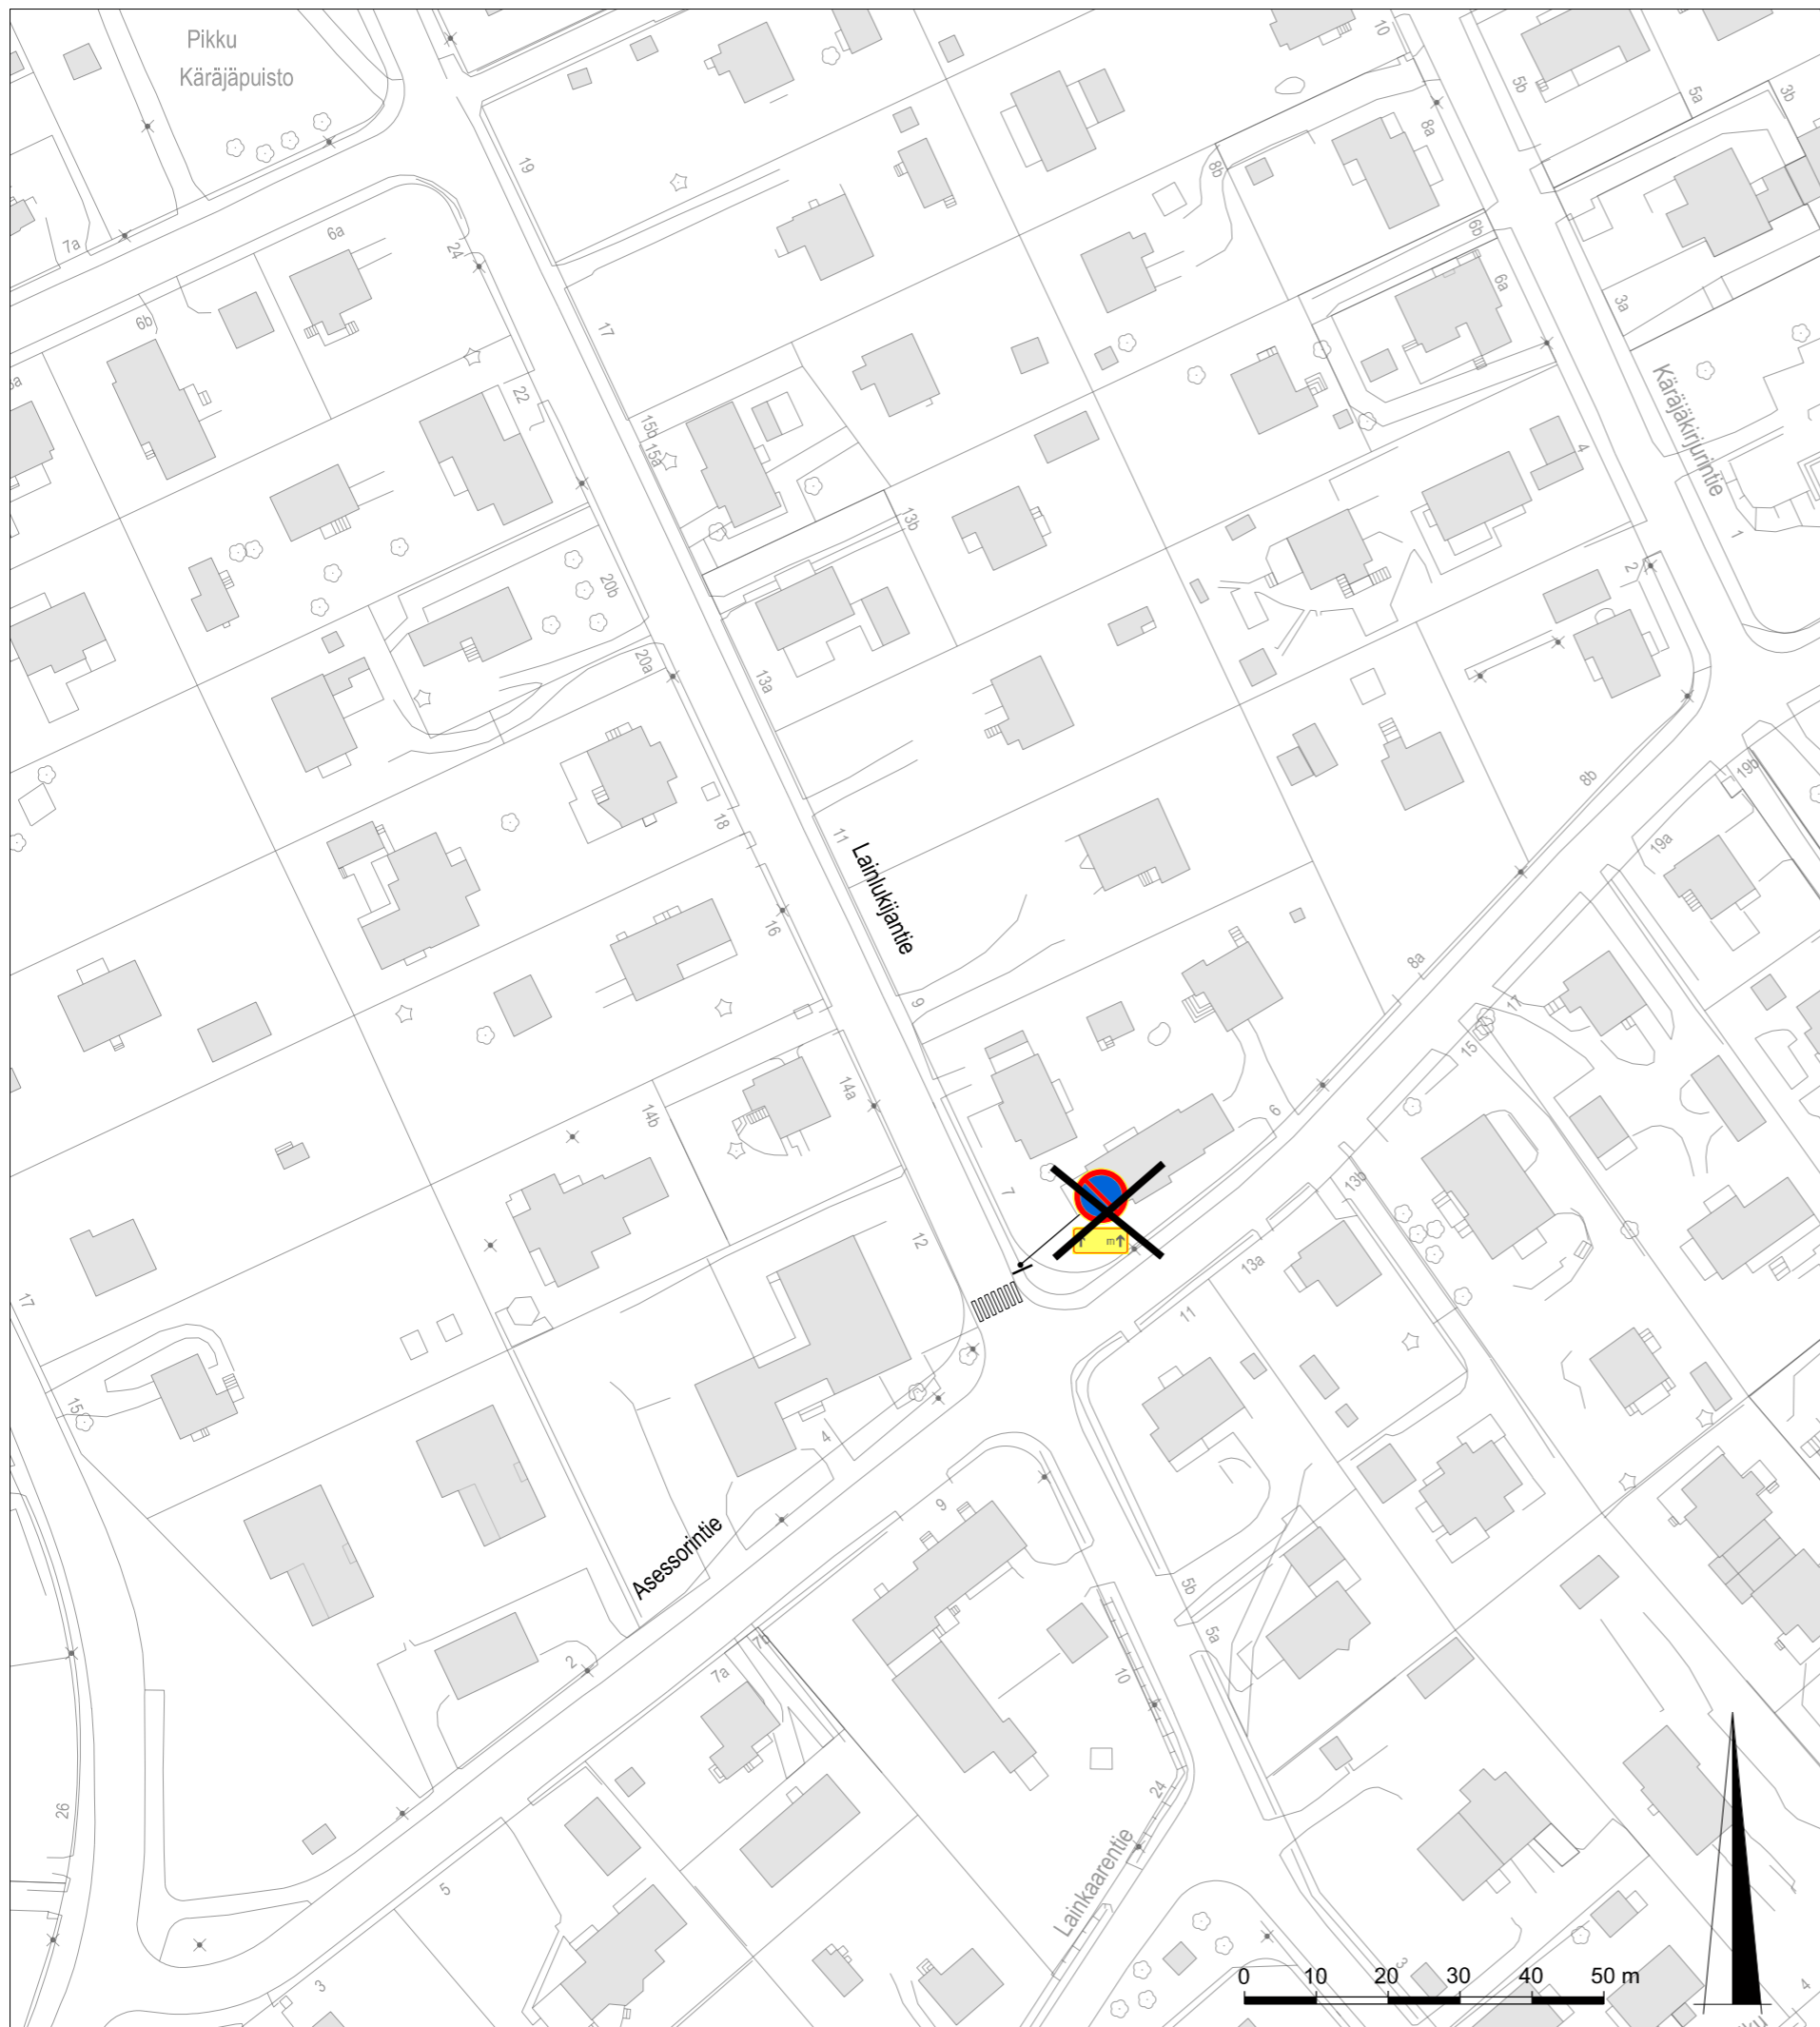 Pikku
Käräjäpuisto
10
5b
5a
3b
8a
8b
19
7a
6a
24
6b
6b
6a
3a
17
22
15b
15a
Käräjäkirjurintie
4
13b
1
2
20b
20a
13a
8b
19b
19a
18
11
Lainlukijantie
16
9
8a
17
15
14a
14b
6
7
13b
12
m
13a
11
17
15
4
9
Asessorintie
5b
5a
10
2
7b
7a
24
26
Lainkaarentie
5
3
3
4
0 10 20 30 40 50 m